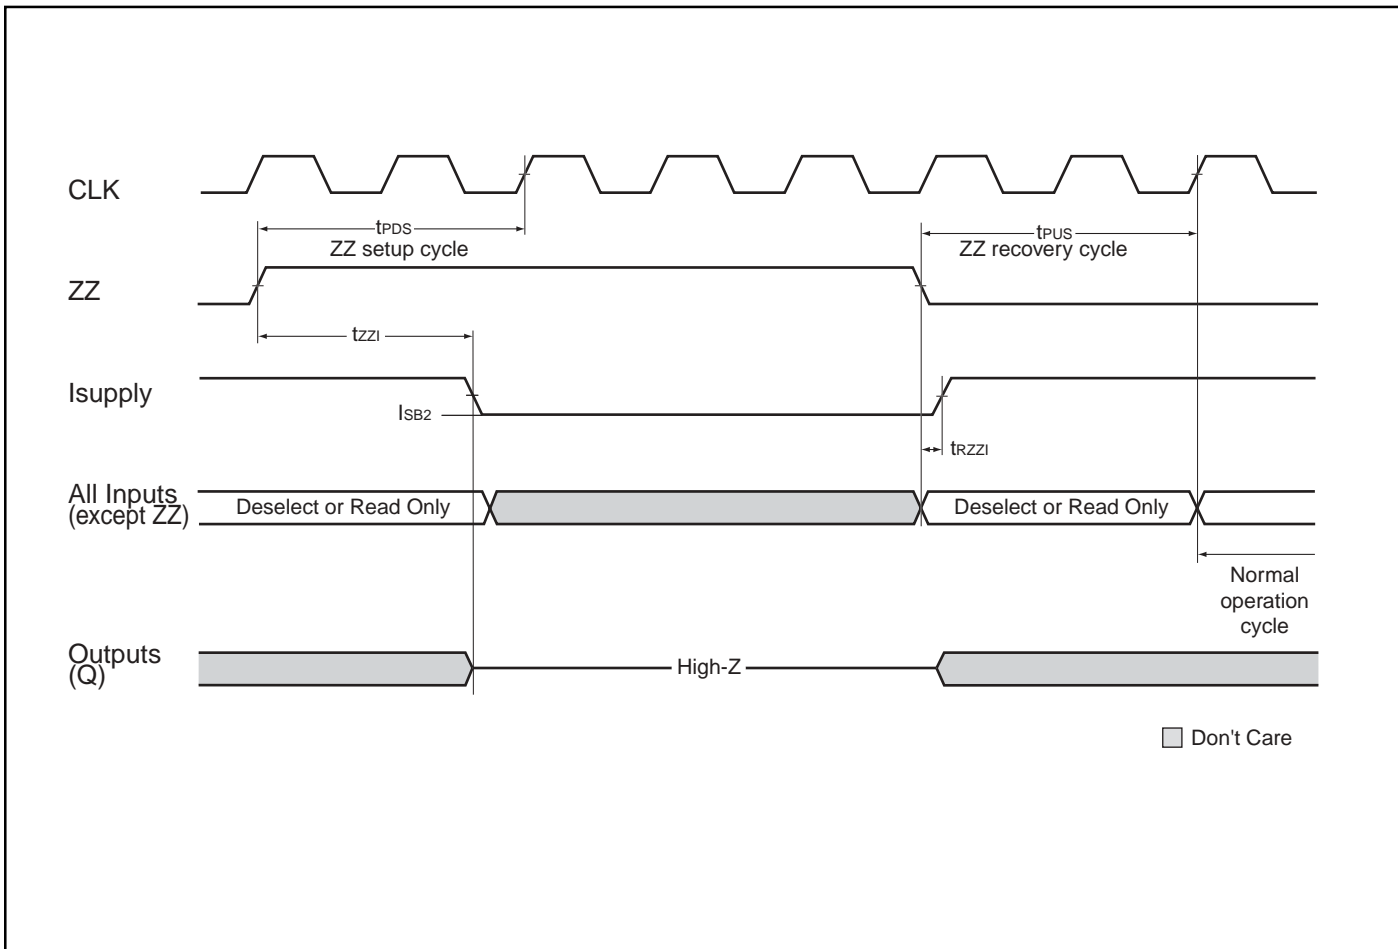 CLK
tPDS
ZZ setup cycle
tPUS
ZZ recovery cycle
ZZ
tZZI
Isupply
ISB2
tRZZI
All Inputs
(except ZZ)
Deselect or Read Only
Deselect or Read Only
Normal
operation
cycle
Outputs
(Q)
High-Z
Don't Care